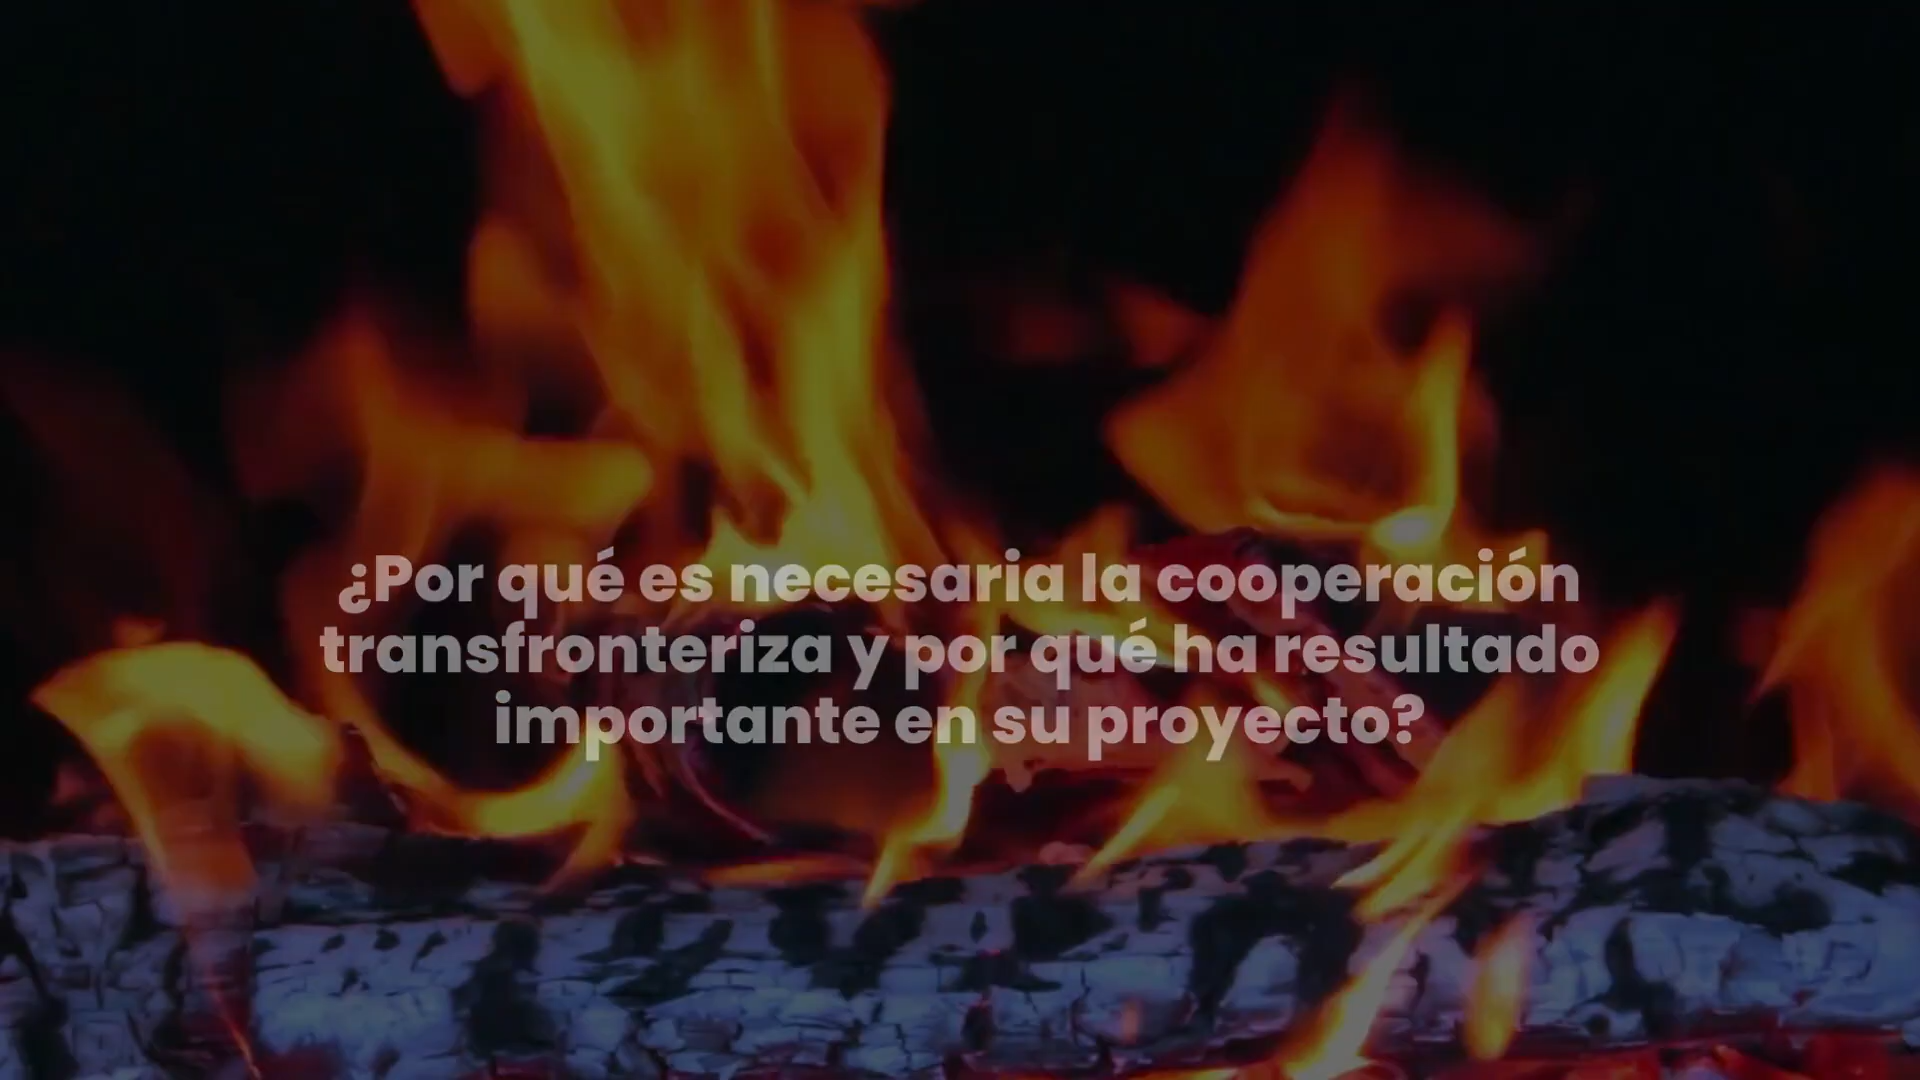 ¿Por qué es necesaria la cooperación
transfronteriza y por qué ha resultado
importante en su proyecto?